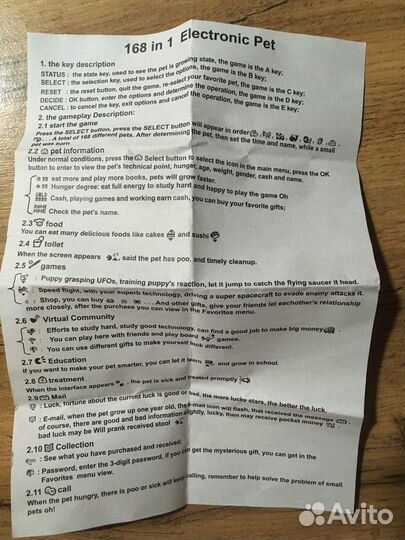 168 in 1 Electronic Pet
1. the key description
STATUS : the state key, used to see the pet is growing state, the game is the A key;
SELECT : the selection key, used to select the options, the game is the B key;
RESET : the reset button, quit the game, re-select your favorite pet, the game is the C key;
DECIDE : OK button, enter the options and determine the operation, the game is the D key;
CANCEL : to cancel the key, exit options and cancel the operation, the game is the E key;
2. the gameplay Description:
2.1 start the game
Press the SELECT button, press the SELECT button will appear in order
... A total of 168 different pets. After determining the pet, then set the time and name, while a small
pet was born.
2.2 pet information
Under normal conditions, press the Select button to select the icon in the main menu, press the OK
button to enter to view the pet's technical point, hunger, age, weight, gender, cash and name.
: eat more and play more books, pets will grow faster.
: Hunger degree: eat full energy to study hard and happy to play the game Oh
: Cash, playing games and working earn cash, you can buy your favorite gifts;
Check the pet's name.
2.3 food
You can eat many delicious foods like cakes and sushi
2.4 toilet
When the screen appears , said the pet has poo, and timely cleanup.
2.5 games
: Puppy grasping UFOs, training puppy's reaction, let it jump to catch the flying saucer it head.
: Speed flight, with your superb technology, driving a super spacecraft to evade enemy attacks it.
: Shop, you can buy ... And other gifts, give your friends let eachother's relationship
more closely, after the purchase you can view in the Favorites menu.
2.6 Virtual Community
: Efforts to study hard, study good technology, can find a good job to make big money
: You can play here with friends and play board games.
: You can use different gifts to make yourself look different.
2.7 Education
If you want to make your pet smarter, you can let it learn and grow in school.
2.8 treatment
When the interface appears , the pet is sick and treated promptly
2.9 Mail
: Luck, fortune about the current luck is good or bad, the more lucky stars, the better the luck
: E-mail, when the pet grow up one year old, the e-mail icon will flash, that received the message
of course, there are good and bad information slightly, lucky, then may receive pocket money
bad luck may be Will prank received stool
2.10 Collection
: See what you have purchased and received;
: Password, enter the 3-digit password, if you can get the mysterious gift, you can get in the
Favorites menu view.
2.11 call
When the pet hungry, there is poo or sick will keep calling, remember to help solve the problem of small
pets oh!
Avito